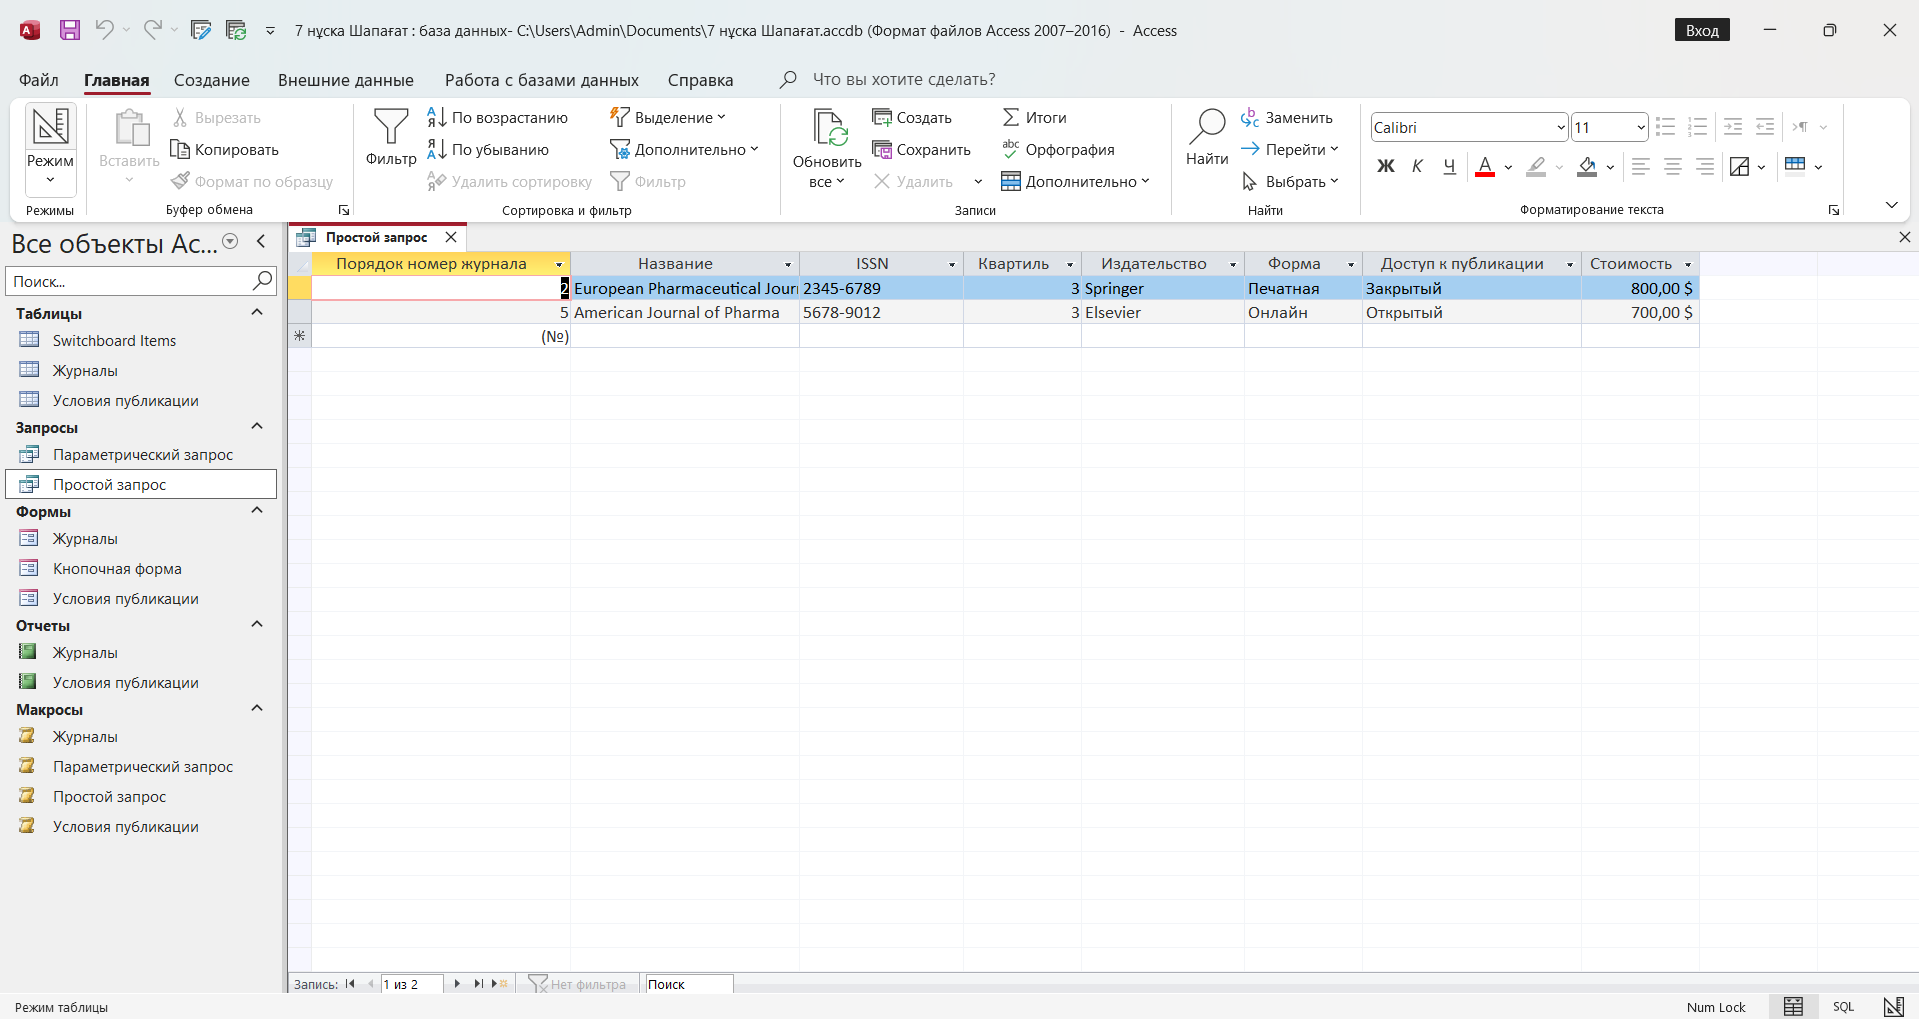 7 нұска Шапағат : база данных- C:\Users\Admin\Documents\7 нұска Шапағат.accdb (Формат файлов Access 2007–2016) - Access
Вход
Файл Главная Создание Внешние данные Работа с базами данных Справка Что вы хотите сделать?
Режим
Режимы
Вставить
Вырезать
Копировать
Формат по образцу
Буфер обмена
Фильтр
По возрастанию
По убыванию
Удалить сортировку
Выделение
Дополнительно
Фильтр
Сортировка и фильтр
Обновить
все
Создать
Сохранить
Удалить
Итоги
Орфография
Дополнительно
Записи
Найти
Заменить
Перейти
Выбрать
Найти
Calibri 11
Ж К Ч A
Форматирование текста
Все объекты Ac...
Поиск...
Таблицы
Switchboard Items
Журналы
Условия публикации
Запросы
Параметрический запрос
Простой запрос
Формы
Журналы
Кнопочная форма
Условия публикации
Отчеты
Журналы
Условия публикации
Макросы
Журналы
Параметрический запрос
Простой запрос
Условия публикации
Простой запрос
Порядок номер журнала Название ISSN Квартиль Издательство Форма Доступ к публикации Стоимость
2 European Pharmaceutical Jour 2345-6789 3 Springer Печатная Закрытый 800,00 $
5 American Journal of Pharma 5678-9012 3 Elsevier Онлайн Открытый 700,00 $
(№)
Запись: 1 из 2 Нет фильтра Поиск
Режим таблицы
Num Lock
SQL